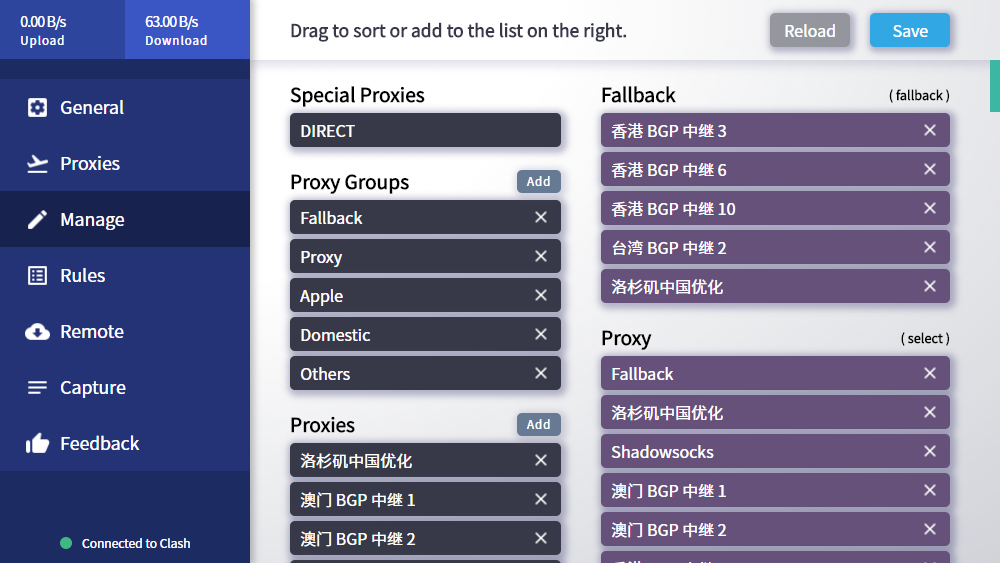 0.00 B/s
Upload
63.00 B/s
Download
General
Proxies
Manage
Rules
Remote
Capture
Feedback
Connected to Clash
Drag to sort or add to the list on the right.
Reload
Save
Special Proxies
DIRECT
Proxy Groups
Add
Fallback
Proxy
Apple
Domestic
Others
Proxies
Add
洛杉矶中国优化
澳门 BGP 中继 1
澳门 BGP 中继 2
Fallback
( fallback )
香港 BGP 中继 3
香港 BGP 中继 6
香港 BGP 中继 10
台湾 BGP 中继 2
洛杉矶中国优化
Proxy
( select )
Fallback
洛杉矶中国优化
Shadowsocks
澳门 BGP 中继 1
澳门 BGP 中继 2